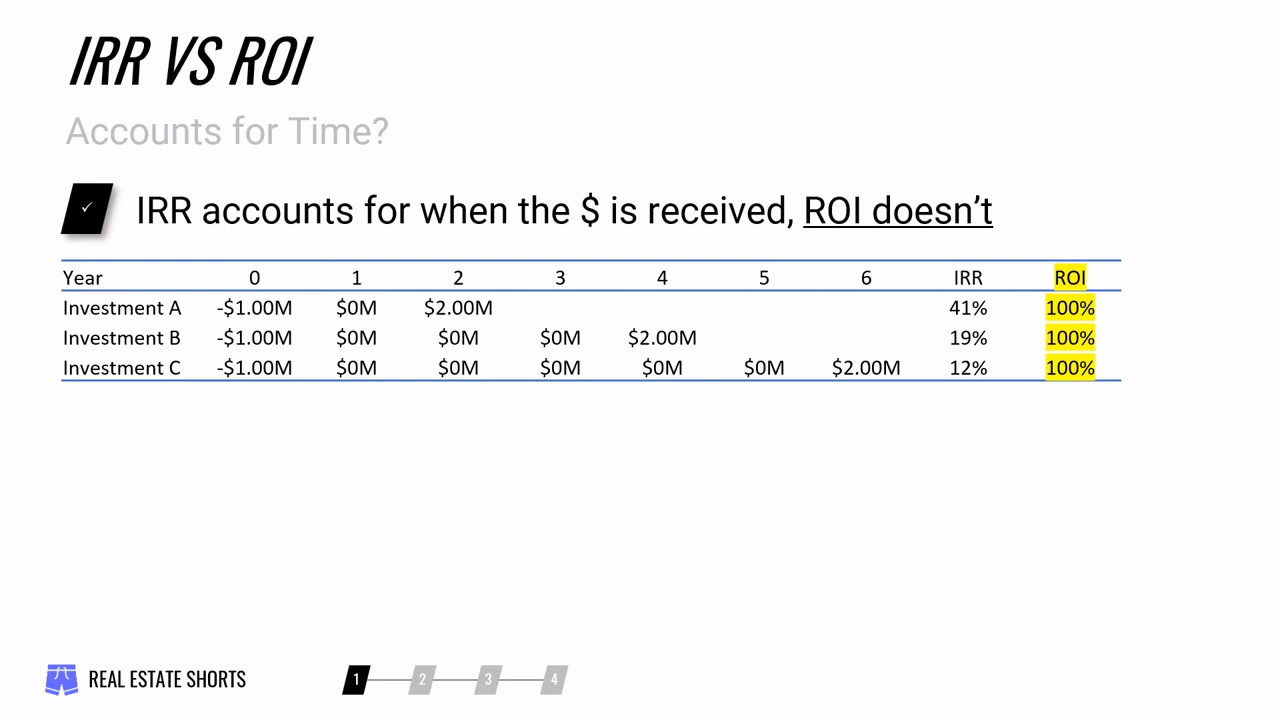 IRR VS ROI
Accounts for Time?
✓ IRR accounts for when the $ is received, ROI doesn't
Year 0 1 2 3 4 5 6 IRR ROI
Investment A -$1.00M $0M $2.00M 41% 100%
Investment B -$1.00M $0M $0M $0M $2.00M 19% 100%
Investment C -$1.00M $0M $0M $0M $0M $0M $2.00M 12% 100%
REAL ESTATE SHORTS 1 2 3 4